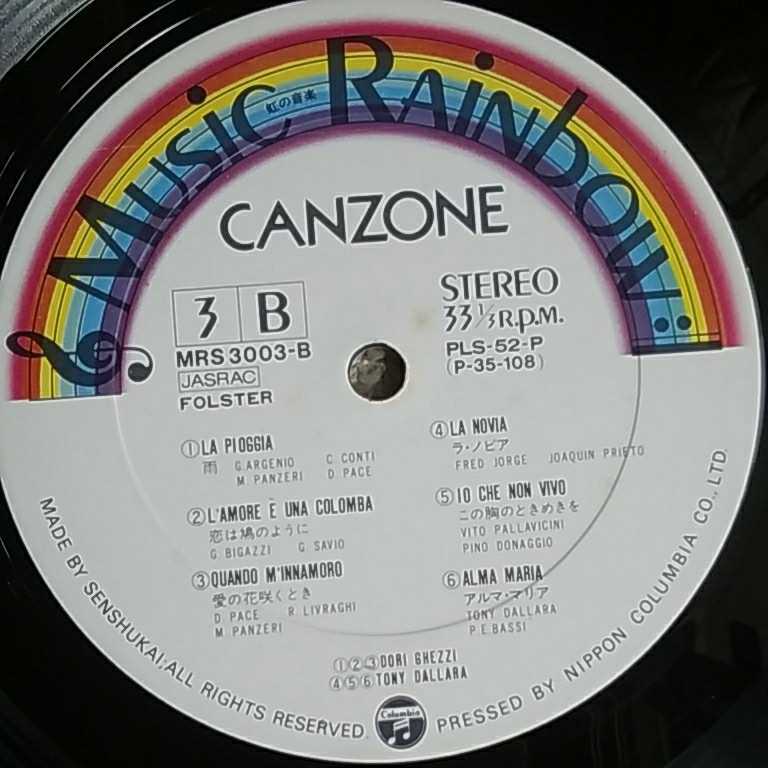 Music Rainbow
虹の音楽
CANZONE
3 B
MRS3003-B
JASRAC
FOLSTER
STEREO
33 1/3 R.P.M.
PLS-52-P
(P-35-108)
①LA PIOGGIA
雨 G.ARGENIO C CONTI
M. PANZERI D PACE
②L'AMORE È UNA COLOMBA
恋は鳩のように
G. BIGAZZI G SAVIO
③QUANDO M'INNAMORO
愛の花咲くとき
D. PACE R. LIVRAGHI
M. PANZERI
④LA NOVIA
ラ・ノビア
FRED JORGE JOAQUIN PRIETO
⑤IO CHE NON VIVO
この胸のときめきを
VITO PALLAVICINI
PINO DONAGGIO
⑥ALMA MARIA
アルマ・マリア
TONY DALLARA
P.E.BASSI
①②③DORI GHEZZI
④⑤⑥TONY DALLARA
MADE BY SENSHUKAI. ALL RIGHTS RESERVED. PRESSED BY NIPPON COLUMBIA CO., LTD.
Columbia